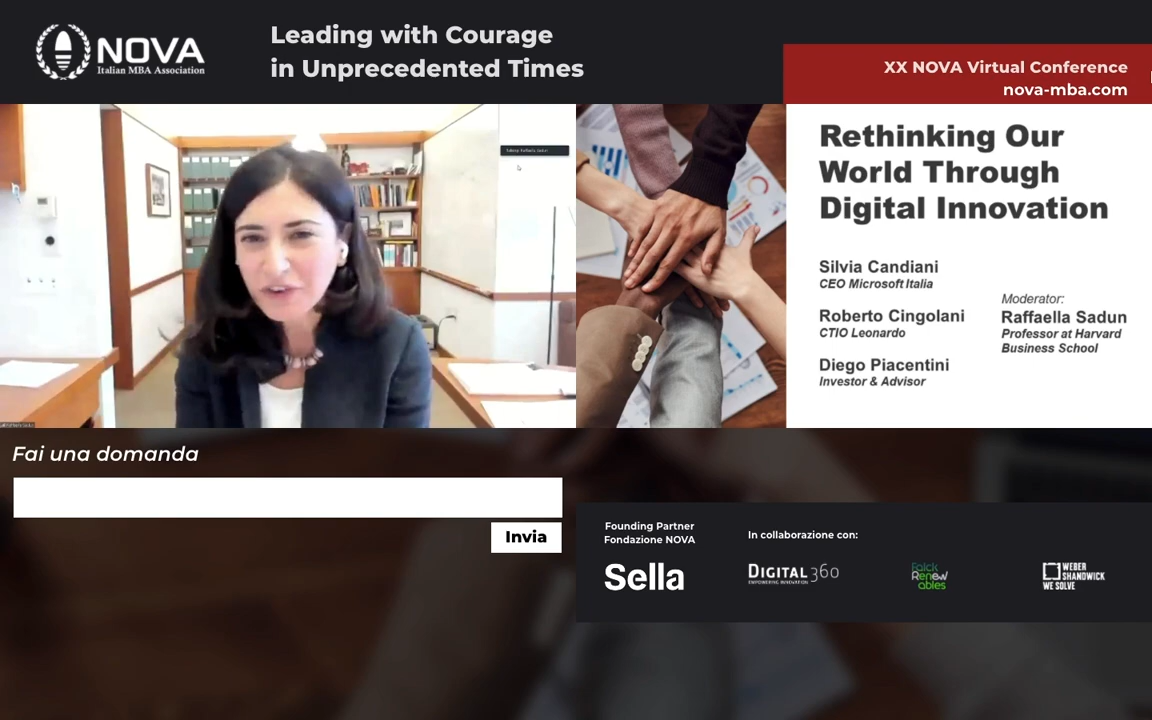 NOVA
Italian MBA Association
Leading with Courage
in Unprecedented Times
XX NOVA Virtual Conference
nova-mba.com
Rethinking Our
World Through
Digital Innovation
Silvia Candiani
CEO Microsoft Italia
Roberto Cingolani
CTIO Leonardo
Diego Piacentini
Investor & Advisor
Moderator:
Raffaella Sadun
Professor at Harvard
Business School
Fai una domanda
Invia
Founding Partner
Fondazione NOVA
Sella
In collaborazione con:
DIGITAL360
EMPOWERING INNOVATION
Falck
Renew
ables
WEBER
SHANDWICK
WE SOLVE